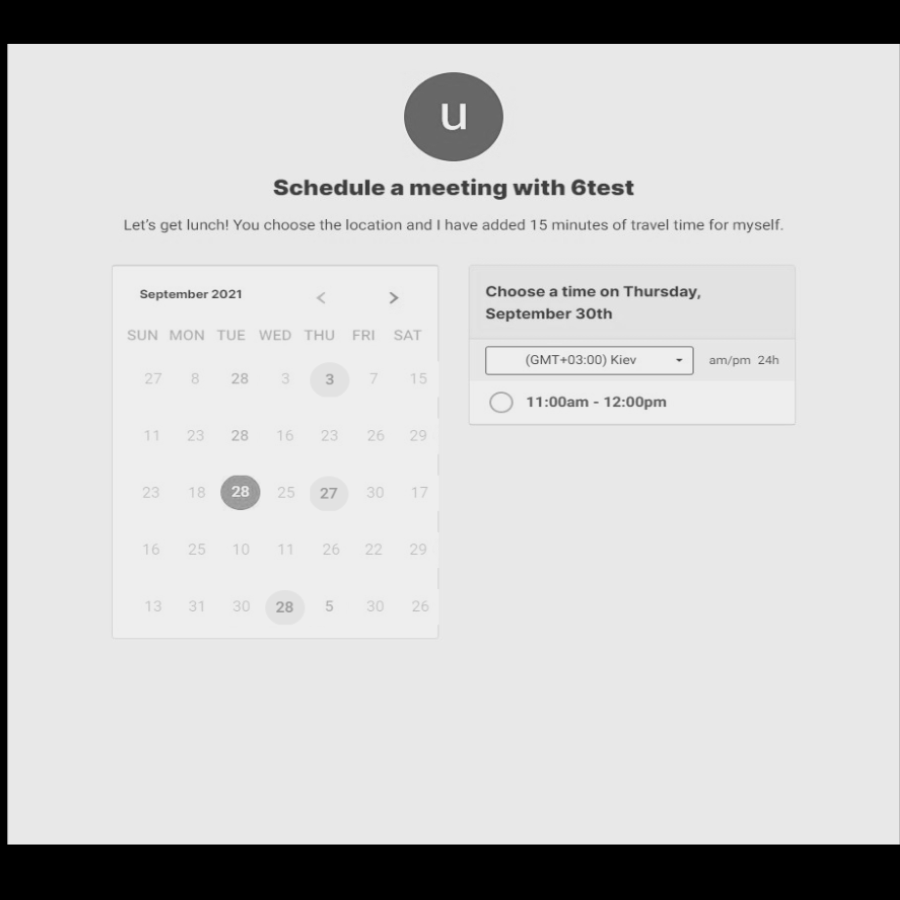 u
Schedule a meeting with 6test
Let's get lunch! You choose the location and I have added 15 minutes of travel time for myself.
September 2021 < >
SUN MON TUE WED THU FRI SAT
27 8 28 3 3 7 15
11 23 28 16 23 26 29
23 18 28 25 27 30 17
16 25 10 11 26 22 29
13 31 30 28 5 30 26
Choose a time on Thursday,
September 30th
(GMT+03:00) Kiev am/pm 24h
11:00am - 12:00pm